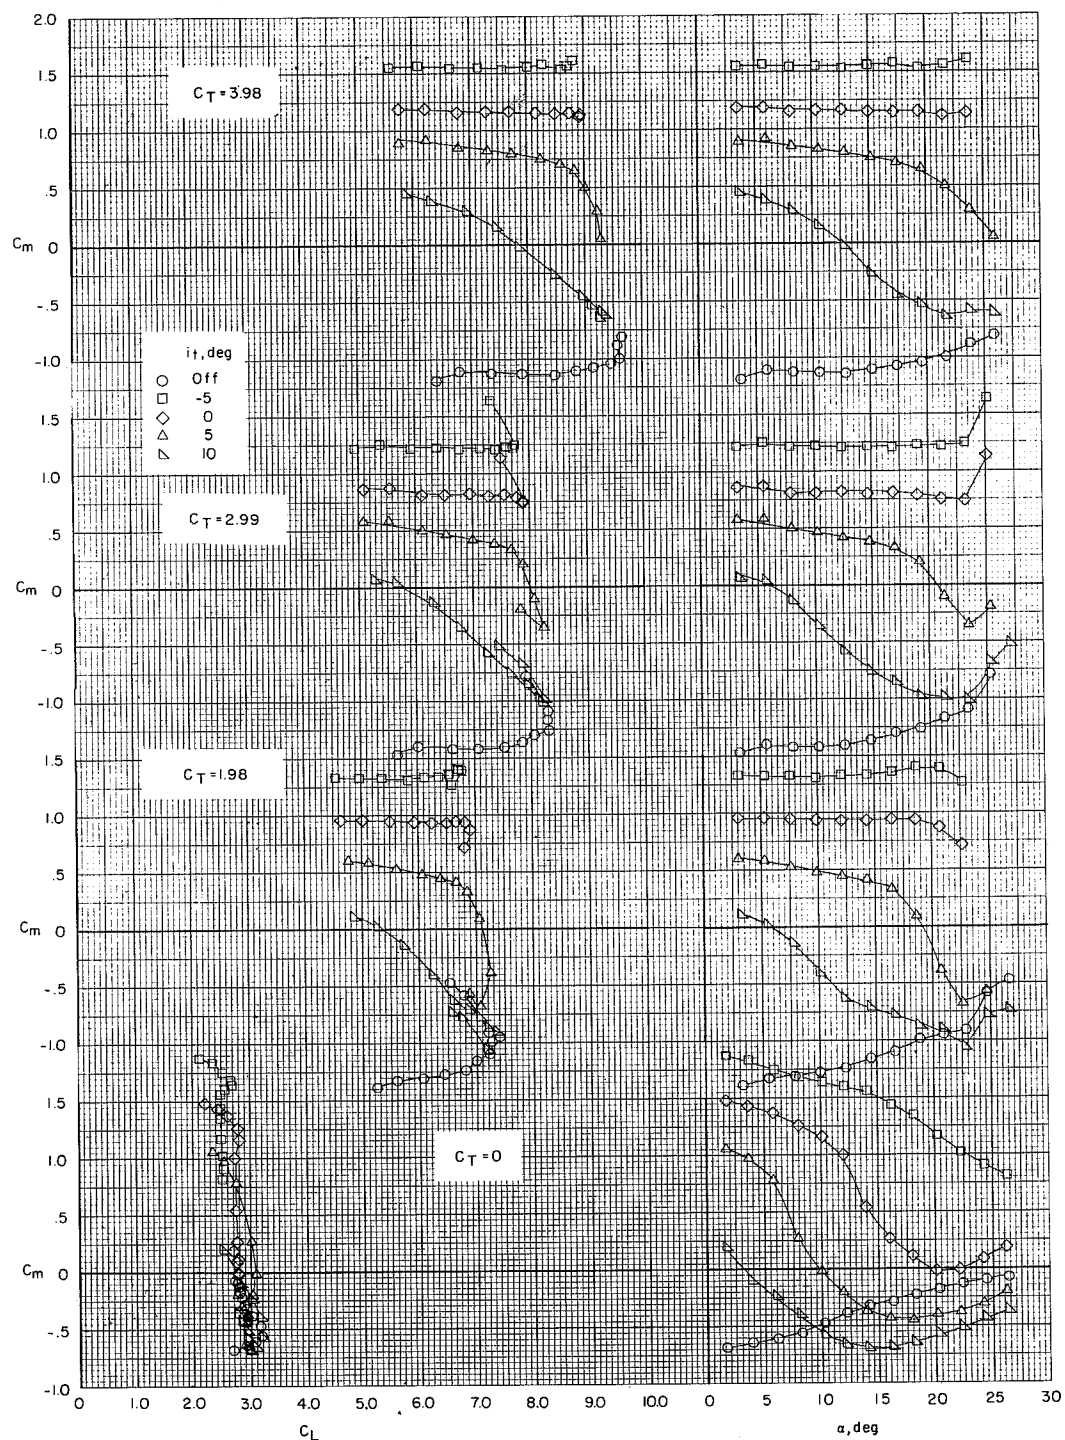 2.0
1.5
C_T = 3.98
1.0
.5
C_m 0
-.5
i_t, deg
-1.0
○ Off
□ -5
1.5
◇ 0
△ 5
◺ 10
1.0
C_T = 2.99
.5
C_m 0
-.5
-1.0
1.5
C_T = 1.98
1.0
.5
C_m 0
-.5
-1.0
1.5
C_T = 0
1.0
.5
C_m 0
-.5
-1.0
0 1.0 2.0 3.0 4.0 5.0 6.0 7.0 8.0 9.0 10.0 0 5 10 15 20 25 30
C_L α, deg